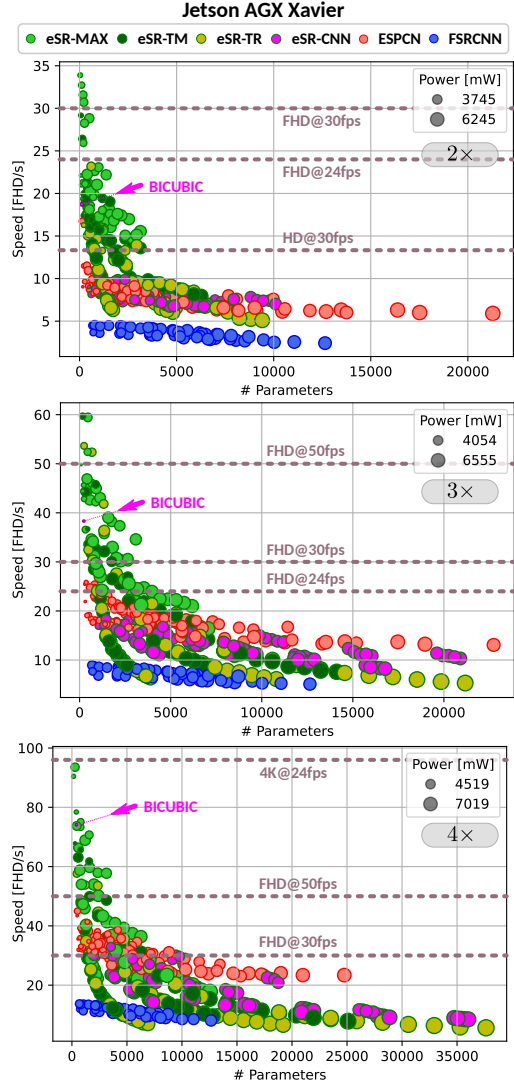 Jetson AGX Xavier
eSR-MAX eSR-TM eSR-TR eSR-CNN ESPCN FSRCNN
35
30
25
20
15
10
5
Speed [FHD/s]
Power [mW]
3745
6245
2×
FHD@30fps
FHD@24fps
BICUBIC
HD@30fps
0 5000 10000 15000 20000
# Parameters
60
50
40
30
20
10
Speed [FHD/s]
Power [mW]
4054
6555
3×
FHD@50fps
BICUBIC
FHD@30fps
FHD@24fps
0 5000 10000 15000 20000
# Parameters
100
80
60
40
20
Speed [FHD/s]
4K@24fps
Power [mW]
4519
7019
4×
BICUBIC
FHD@50fps
FHD@30fps
0 5000 10000 15000 20000 25000 30000 35000
# Parameters